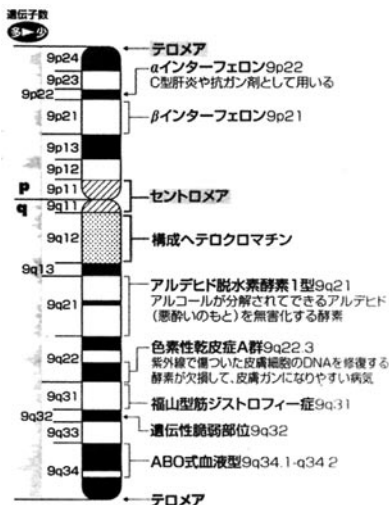 遺伝子数
多▶少
テロメア
9p24
9p23
αインターフェロン9p22
C型肝炎や抗ガン剤として用いる
9p22
9p21
βインターフェロン9p21
9p13
9p12
p
9p11
セントロメア
q
9q11
9q12
構成ヘテロクロマチン
9q13
アルデヒド脱水素酵素1型9q21
9q21
アルコールが分解されてできるアルデヒド
(悪酔いのもと)を無害化する酵素
色素性乾皮症A群9q22.3
9q22
紫外線で傷ついた皮膚細胞のDNAを修復する
酵素が欠損して、皮膚ガンになりやすい病気
9q31
福山型筋ジストロフィー症9q31
9q32
遺伝性脆弱部位9q32
9q33
ABO式血液型9q34.1-q34 2
9q34
テロメア